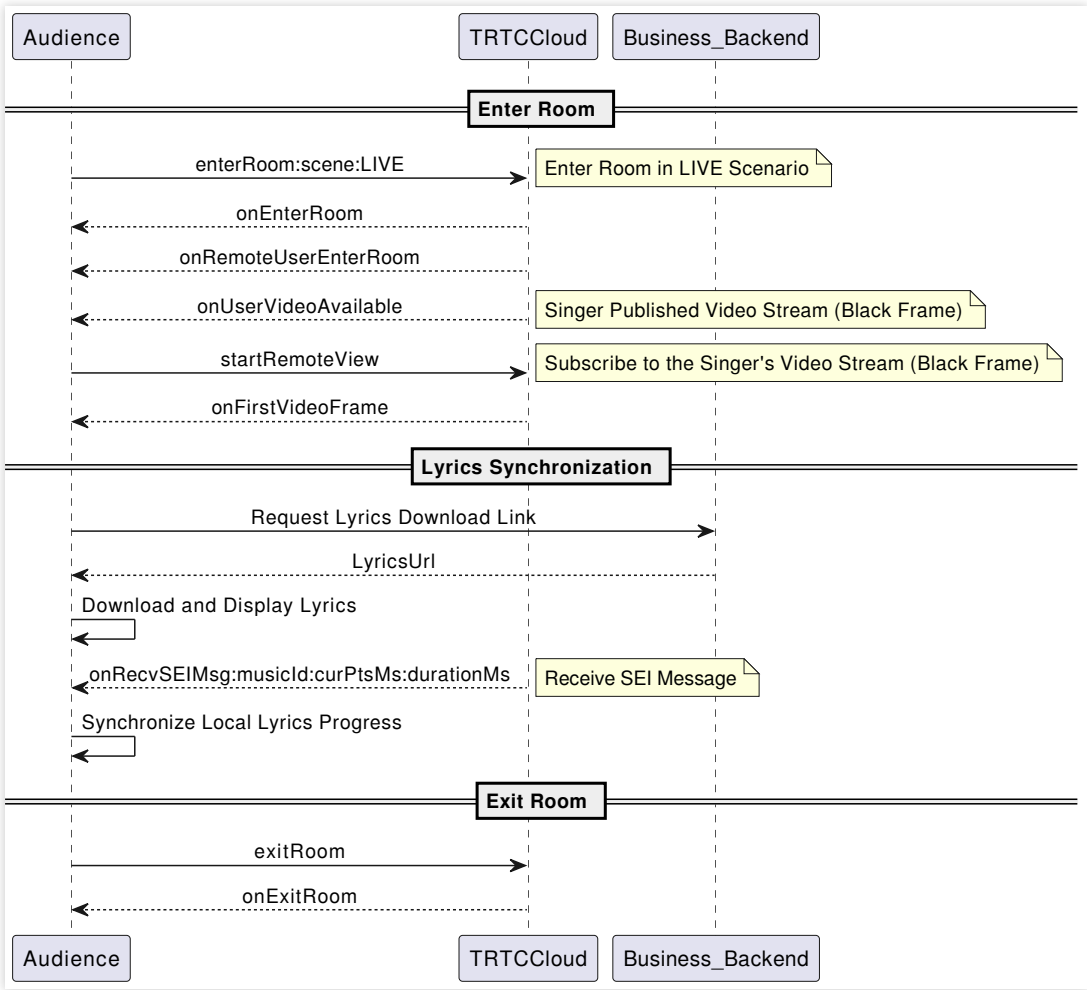 Audience
TRTCCloud
Business_Backend
Enter Room
enterRoom:scene:LIVE
Enter Room in LIVE Scenario
onEnterRoom
onRemoteUserEnterRoom
onUserVideoAvailable
Singer Published Video Stream (Black Frame)
startRemoteView
Subscribe to the Singer's Video Stream (Black Frame)
onFirstVideoFrame
Lyrics Synchronization
Request Lyrics Download Link
LyricsUrl
Download and Display Lyrics
onRecvSEIMsg:musicId:curPtsMs:durationMs
Receive SEI Message
Synchronize Local Lyrics Progress
Exit Room
exitRoom
onExitRoom
Audience
TRTCCloud
Business_Backend